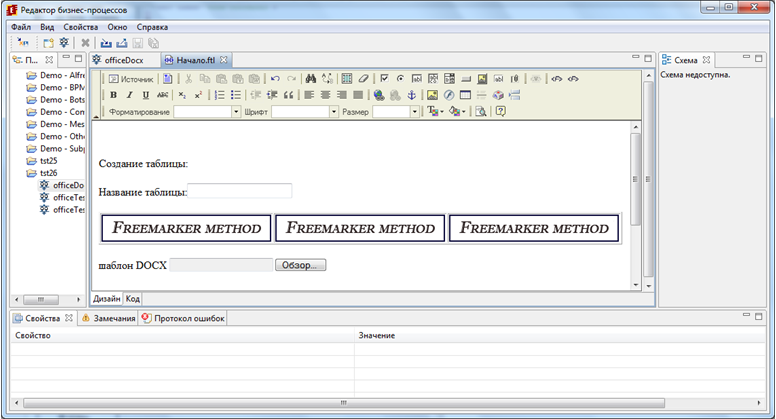 Редактор бизнес-процессов
Файл Вид Свойства Окно Справка
П...
officeDocx
Начало.ftl
Схема
Demo - Alfre
Demo - BPM
Demo - Bots
Demo - Con
Demo - Mes
Demo - Othe
Demo - Subp
tst25
tst26
officeDo
officeTes
officeTes
Источник
B I U ABC
Форматирование Шрифт Размер
Создание таблицы:
Название таблицы:
FREEMARKER METHOD FREEMARKER METHOD FREEMARKER METHOD
шаблон DOCX Обзор...
Дизайн Код
Схема недоступна.
Свойства Замечания Протокол ошибок
Свойство Значение